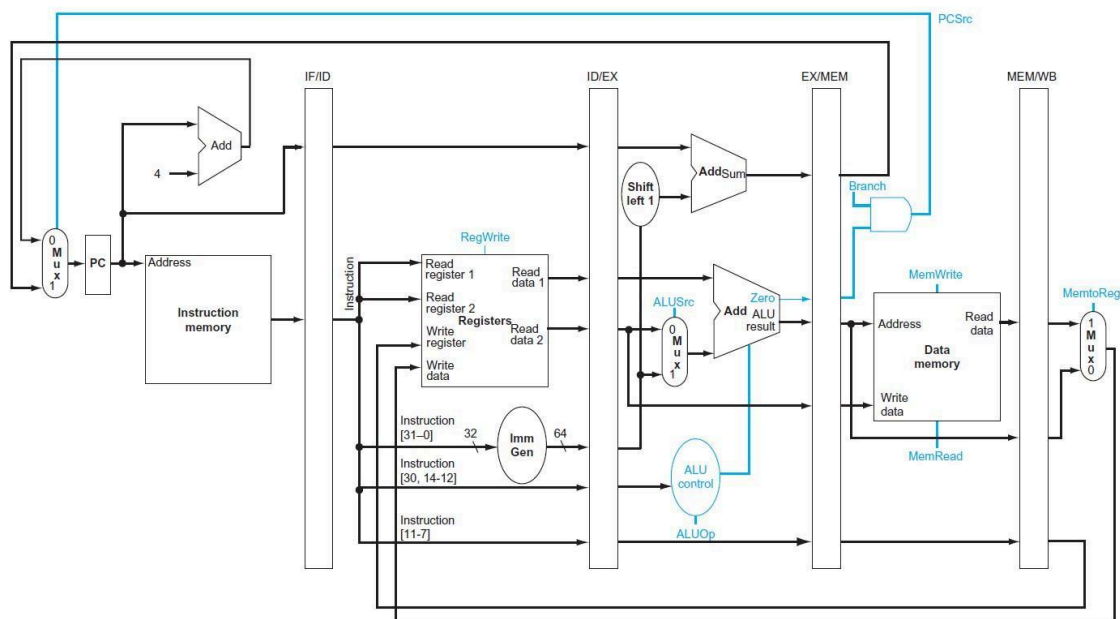 PCSrc
IF/ID
ID/EX
EX/MEM
MEM/WB
Add
4
Add Sum
Shift
left 1
Branch
0
Mux
1
PC
Address
Instruction
memory
Instruction
RegWrite
Read
register 1
Read
data 1
Read
register 2
Registers
Read
data 2
Write
register
Write
data
ALUSrc
0
Mux
1
Zero
Add
ALU
result
MemWrite
Address
Read
data
Data
memory
Write
data
MemRead
MemtoReg
1
Mux
0
Instruction
[31–0]
32
Imm
Gen
64
Instruction
[30, 14-12]
ALU
control
Instruction
[11-7]
ALUOp